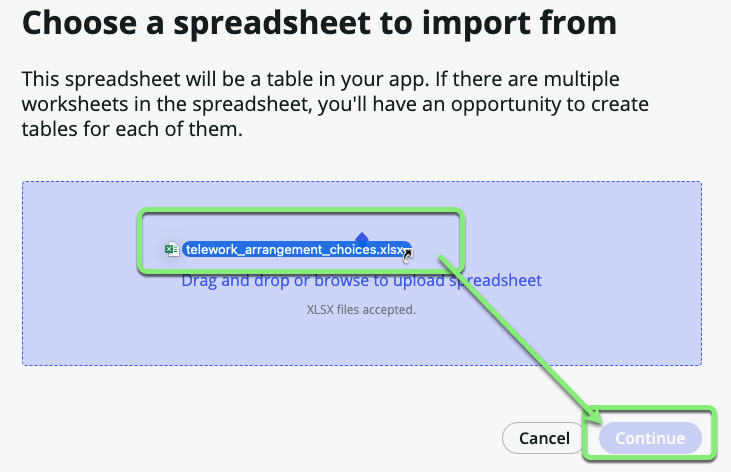 Choose a spreadsheet to import from
This spreadsheet will be a table in your app. If there are multiple
worksheets in the spreadsheet, you'll have an opportunity to create
tables for each of them.
telework_arrangement_choices.xlsx
Drag and drop or browse to upload spreadsheet
XLSX files accepted.
Cancel
Continue